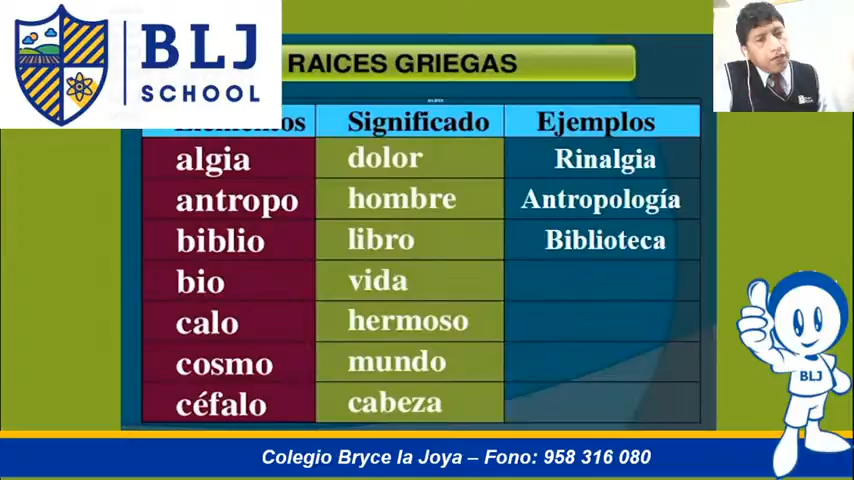 BLJ
SCHOOL
RAICES GRIEGAS
Significado Ejemplos
algia dolor Rinalgia
antropo hombre Antropología
biblio libro Biblioteca
bio vida
calo hermoso
cosmo mundo
céfalo cabeza
BLJ
Colegio Bryce la Joya – Fono: 958 316 080